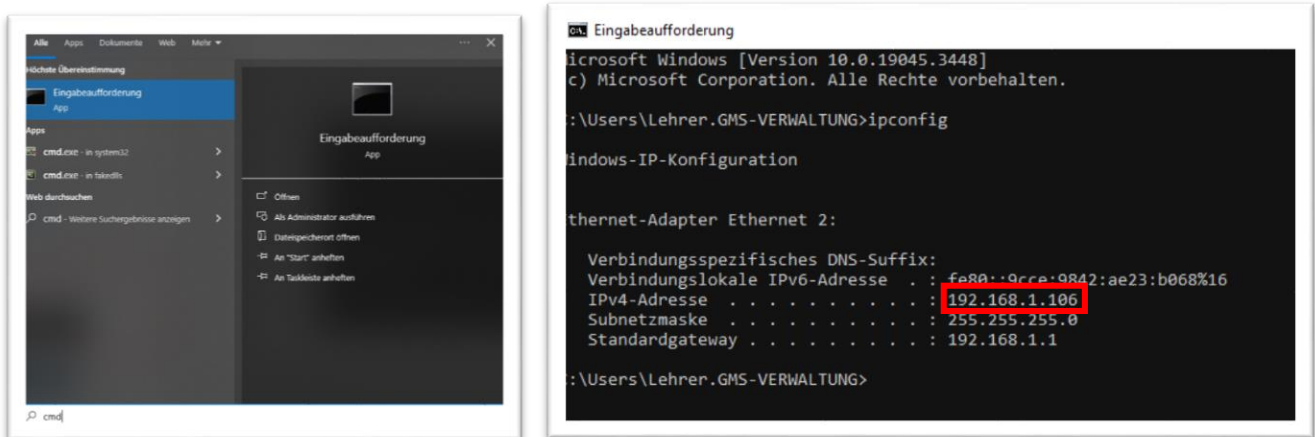 Alle Apps Dokumente Web Mehr
Höchste Übereinstimmung
Eingabeaufforderung
App
Apps
cmd.exe - in system32
cmd.exe - in fakedlls
Web durchsuchen
cmd - Weitere Suchergebnisse anzeigen
cmd
Eingabeaufforderung
App
Öffnen
Als Administrator ausführen
Dateispeicherort öffnen
An "Start" anheften
An Taskleiste anheften
Eingabeaufforderung
icrosoft Windows [Version 10.0.19045.3448]
c) Microsoft Corporation. Alle Rechte vorbehalten.
:\Users\Lehrer.GMS-VERWALTUNG>ipconfig
indows-IP-Konfiguration
thernet-Adapter Ethernet 2:
Verbindungsspezifisches DNS-Suffix:
Verbindungslokale IPv6-Adresse . : fe80::9cce:9842:ae23:b068%16
IPv4-Adresse . . . . . . . . . . : 192.168.1.106
Subnetzmaske . . . . . . . . . . : 255.255.255.0
Standardgateway . . . . . . . . . : 192.168.1.1
:\Users\Lehrer.GMS-VERWALTUNG>